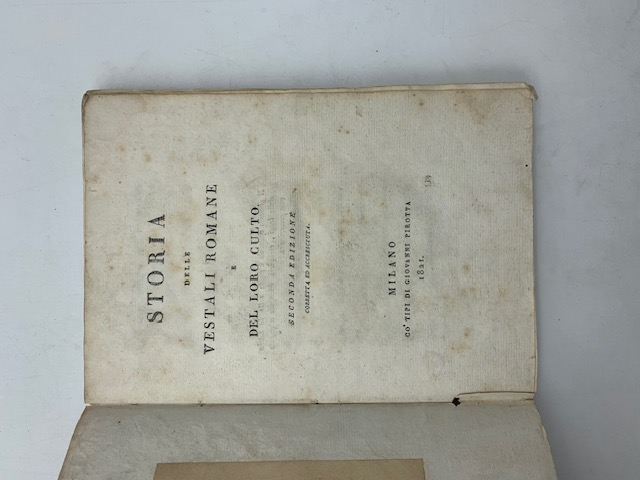 STORIA
DELLE
VESTALI ROMANE
E
DEL LORO CULTO.
SECONDA EDIZIONE
CORRETTA ED ACCRESCIUTA.
MILANO
CO' TIPI DI GIOVANNI PIROTTA
1821.